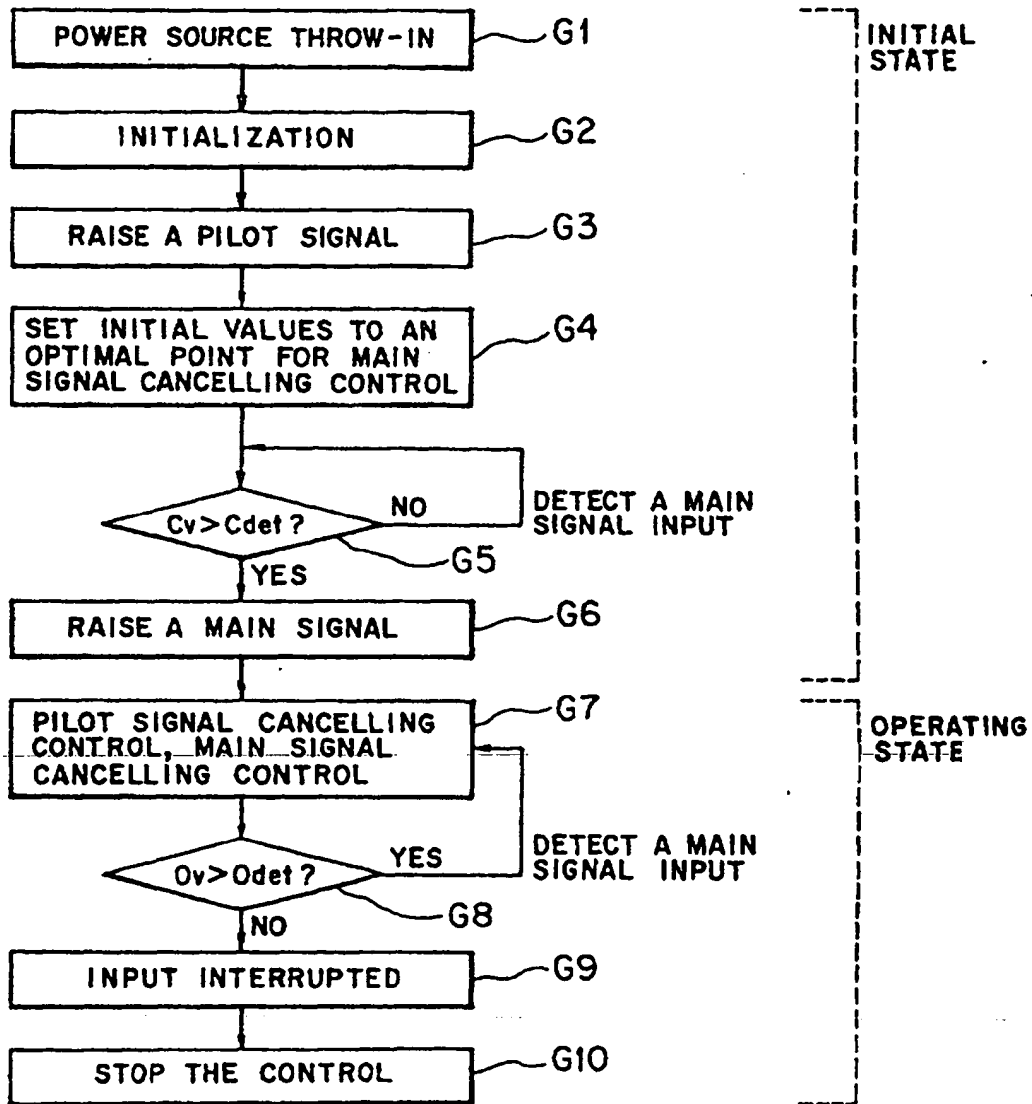 POWER SOURCE THROW-IN
G1
INITIAL
STATE
INITIALIZATION
G2
RAISE A PILOT SIGNAL
G3
SET INITIAL VALUES TO AN
OPTIMAL POINT FOR MAIN
SIGNAL CANCELLING CONTROL
G4
Cv>Cdet?
NO
DETECT A MAIN
SIGNAL INPUT
G5
YES
RAISE A MAIN SIGNAL
G6
PILOT SIGNAL CANCELLING
CONTROL, MAIN SIGNAL
CANCELLING CONTROL
G7
OPERATING
STATE
Ov>Odet?
YES
DETECT A MAIN
SIGNAL INPUT
G8
NO
INPUT INTERRUPTED
G9
STOP THE CONTROL
G10